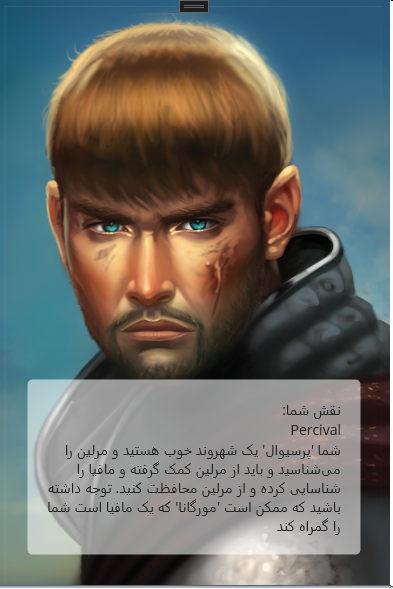 نقش شما:
Percival
شما 'پرسیوال' یک شهروند خوب هستید و مرلین را
می‌شناسید و باید از مرلین کمک گرفته و مافیا را
شناسایی کرده و از مرلین محافظت کنید. توجه داشته
باشید که ممکن است 'مورگانا' که یک مافیا است شما
را گمراه کند